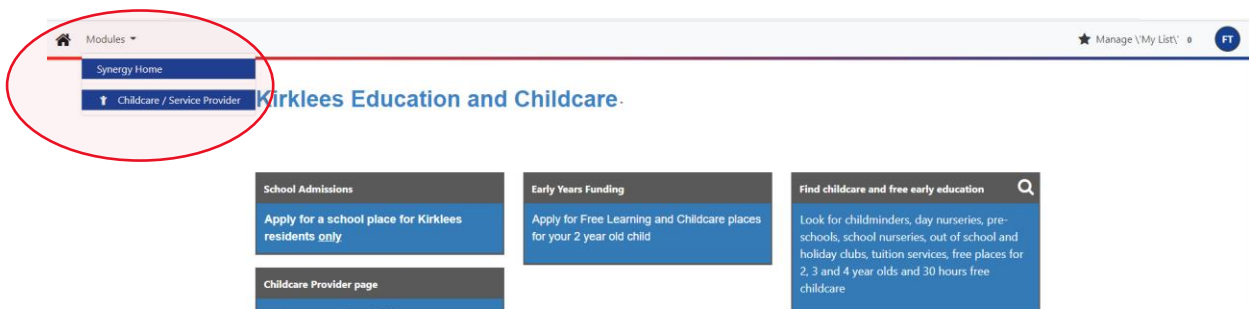 Modules
Manage \'My List\' 0
FT
Synergy Home
Childcare / Service Provider
Kirklees Education and Childcare.
School Admissions
Apply for a school place for Kirklees
residents only
Childcare Provider page
Early Years Funding
Apply for Free Learning and Childcare places
for your 2 year old child
Find childcare and free early education
Look for childminders, day nurseries, pre-
schools, school nurseries, out of school and
holiday clubs, tuition services, free places for
2, 3 and 4 year olds and 30 hours free
childcare